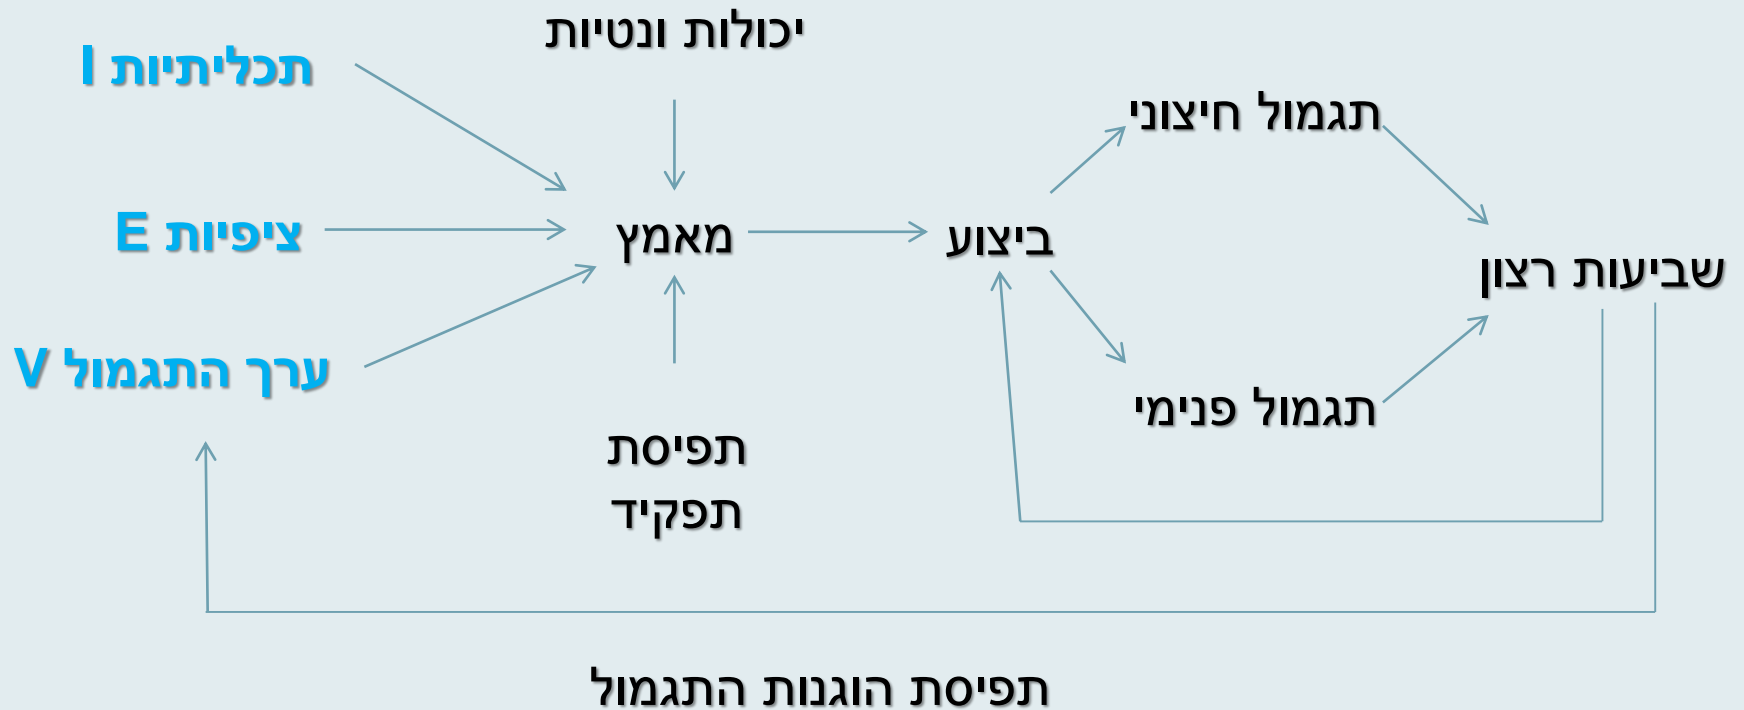 יכולות ונטיות
תכליתיות I
תגמול חיצוני
ציפיות E
מאמץ
ביצוע
שביעות רצון
ערך התגמול V
תגמול פנימי
תפיסת
תפקיד
תפיסת הוגנות התגמול